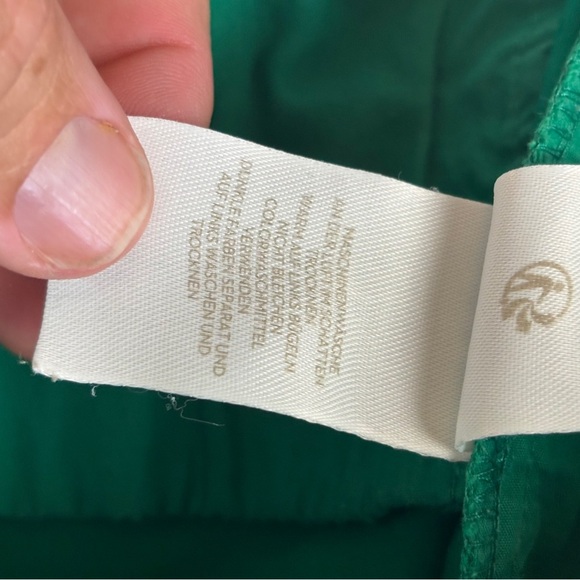 MASCHINENWÄSCHE
AN DER LUFT IM SCHATTEN
TROCKNEN
WARM AUF LINKS BÜGELN
NICHT BLEICHEN
COLORWASCHMITTEL
VERWENDEN
DUNKLE FARBEN SEPARAT UND
AUF LINKS WASCHEN UND
TROCKNEN